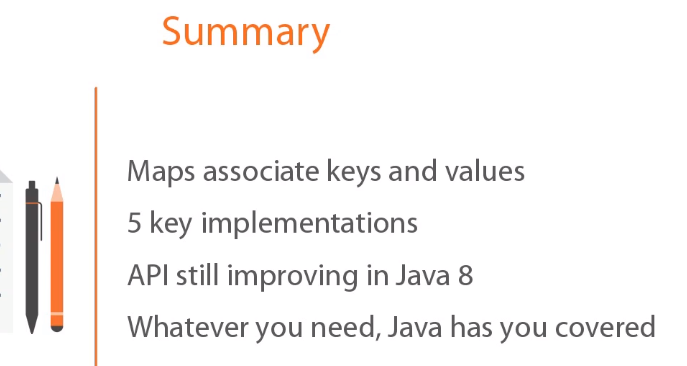 Summary
Maps associate keys and values
5 key implementations
API still improving in Java 8
Whatever you need, Java has you covered